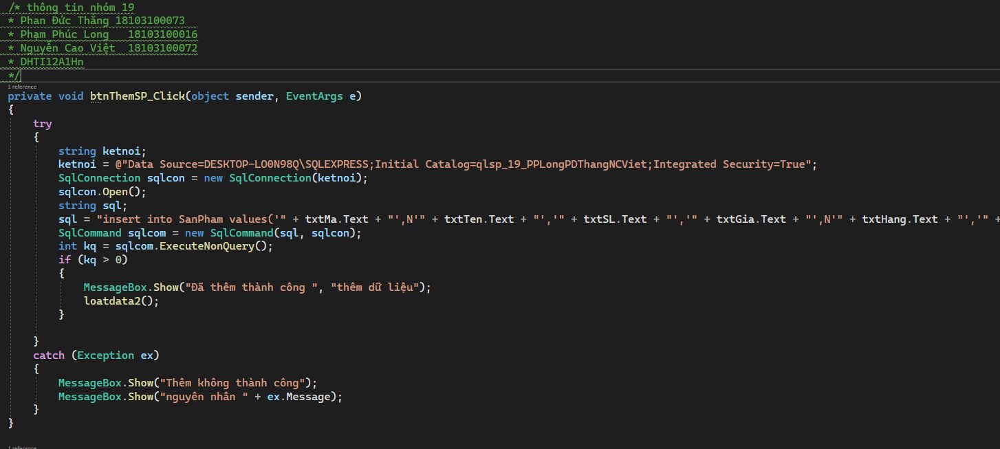 /* thông tin nhóm 19
* Phan Đức Thắng 18103100073
* Phạm Phúc Long   18103100016
* Nguyễn Cao Việt  18103100072
* DHTI12A1Hn
*/
1 reference
private void btnThemSP_Click(object sender, EventArgs e)
{
    try
    {
        string ketnoi;
        ketnoi = @"Data Source=DESKTOP-LO0N98Q\SQLEXPRESS;Initial Catalog=qlsp_19_PPLongPDThangNCViet;Integrated Security=True";
        SqlConnection sqlcon = new SqlConnection(ketnoi);
        sqlcon.Open();
        string sql;
        sql = "insert into SanPham values('" + txtMa.Text + "',N'" + txtTen.Text + "','" + txtSL.Text + "','" + txtGia.Text + "',N'" + txtHang.Text + "','" +
        SqlCommand sqlcom = new SqlCommand(sql, sqlcon);
        int kq = sqlcom.ExecuteNonQuery();
        if (kq > 0)
        {
            MessageBox.Show("Đã thêm thành công ", "thêm dữ liệu");
            loatdata2();
        }
    }
    catch (Exception ex)
    {
        MessageBox.Show("Thêm không thành công");
        MessageBox.Show("nguyên nhân " + ex.Message);
    }
}
1 reference